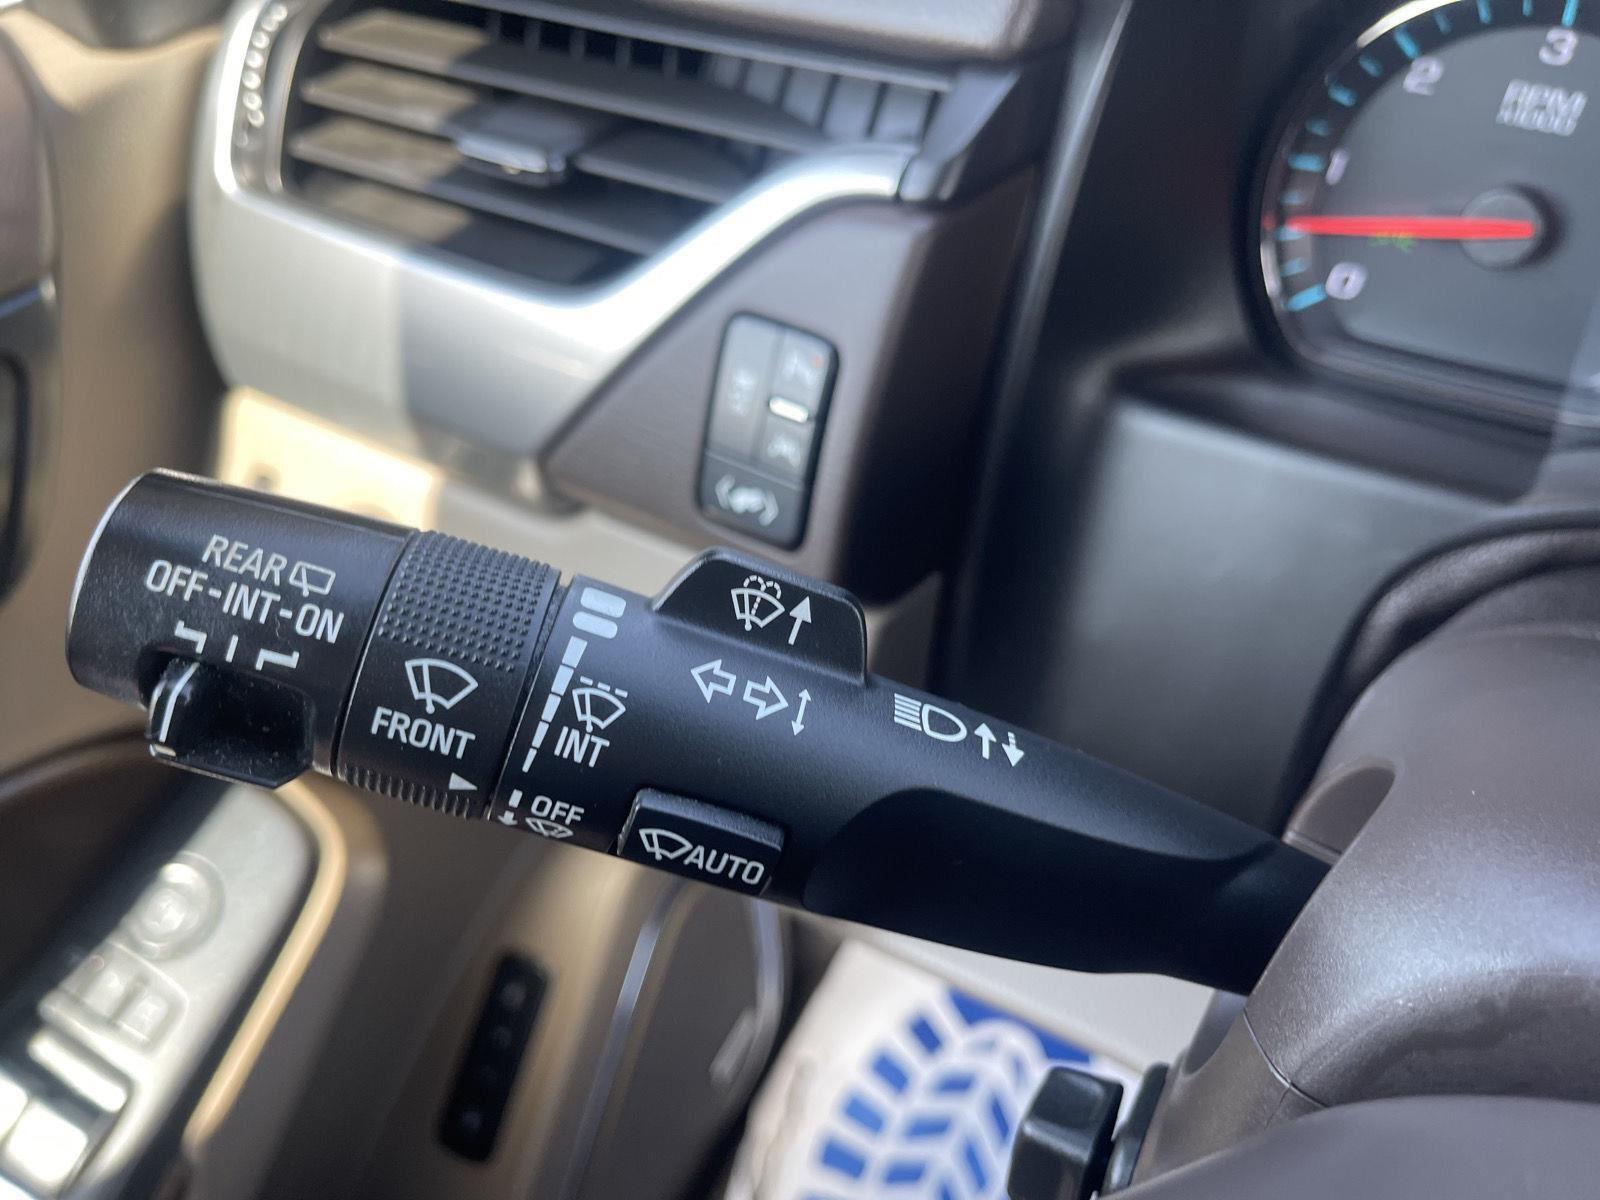 3
2
RPM
x1000
1
0
REAR
OFF-INT-ON
FRONT
INT
OFF
AUTO